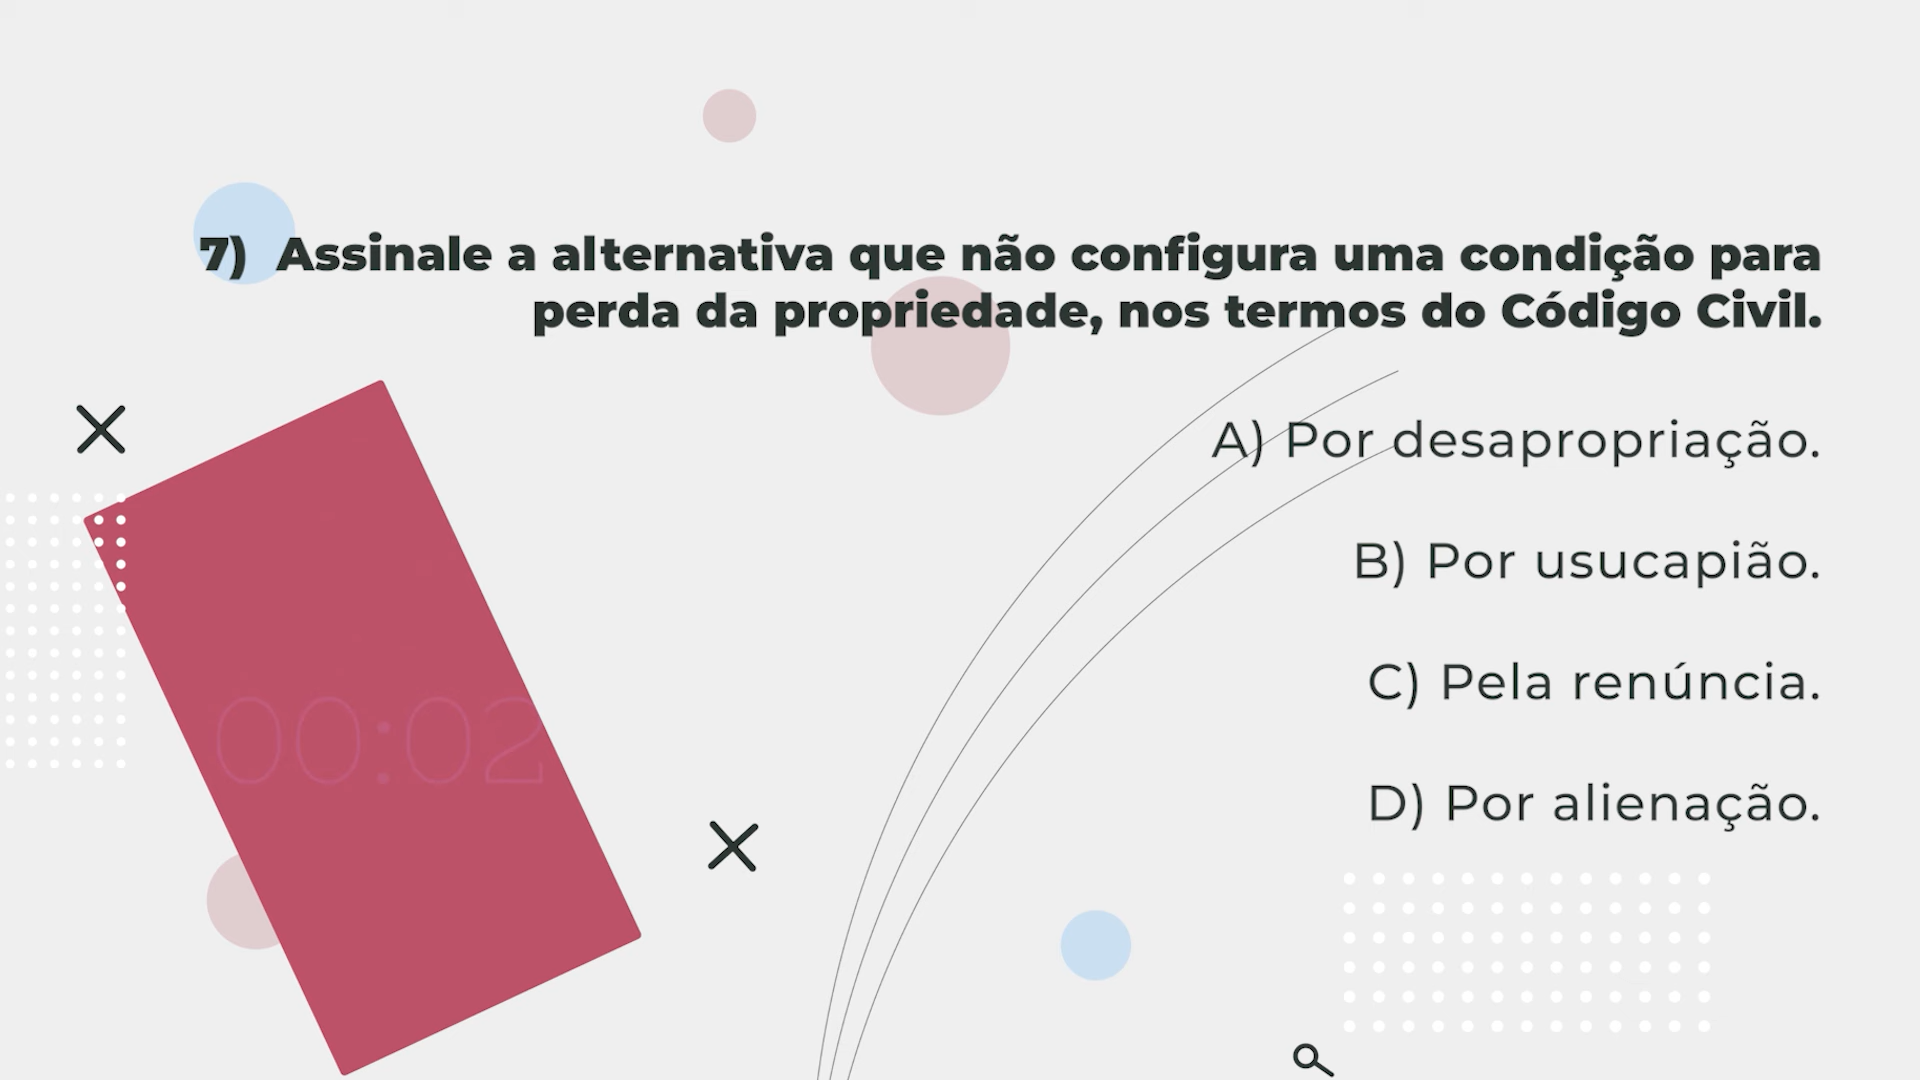 7) Assinale a alternativa que não configura uma condição para
perda da propriedade, nos termos do Código Civil.
A) Por desapropriação.
B) Por usucapião.
C) Pela renúncia.
D) Por alienação.
00:02